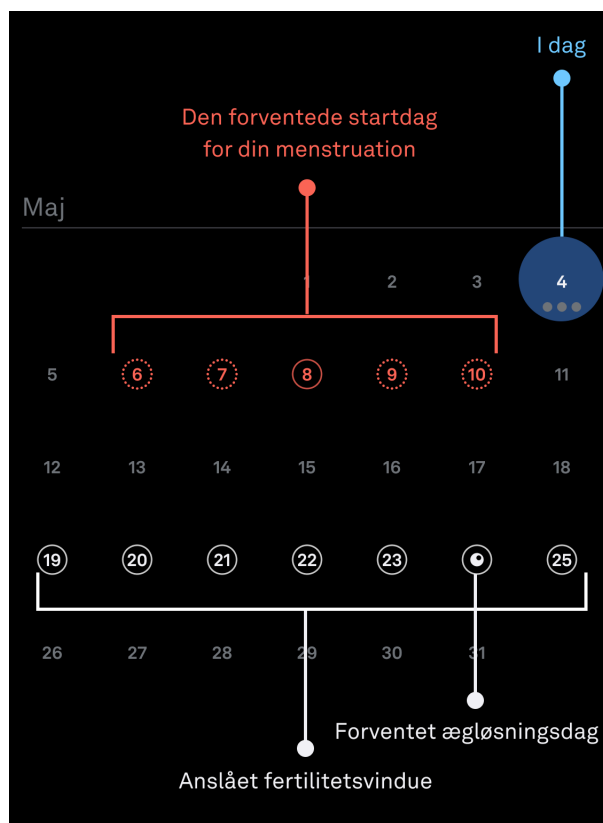 I dag
Den forventede startdag
for din menstruation
Maj
1 2 3 4
5 6 7 8 9 10 11
12 13 14 15 16 17 18
19 20 21 22 23 25
26 27 28 29 30 31
Forventet ægløsningsdag
Anslået fertilitetsvindue